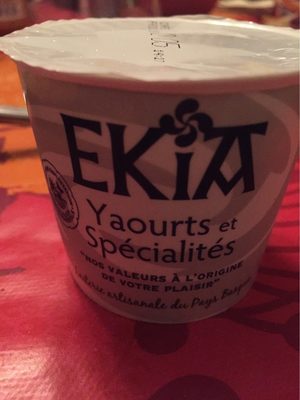 EKiA
Yaourts et
Spécialités
"NOS VALEURS À L'ORIGINE
DE VOTRE PLAISIR"
artisanale du Pays Basque